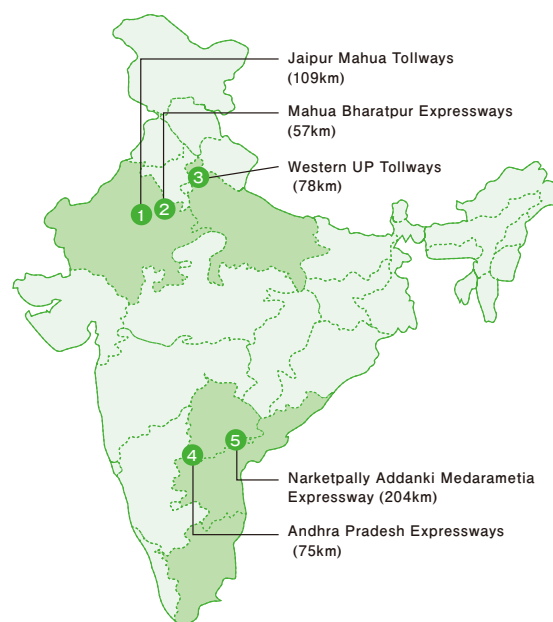 Jaipur Mahua Tollways
(109km)
Mahua Bharatpur Expressways
(57km)
Western UP Tollways
(78km)
3
1
2
5
4
Narketpally Addanki Medarametia
Expressway (204km)
Andhra Pradesh Expressways
(75km)